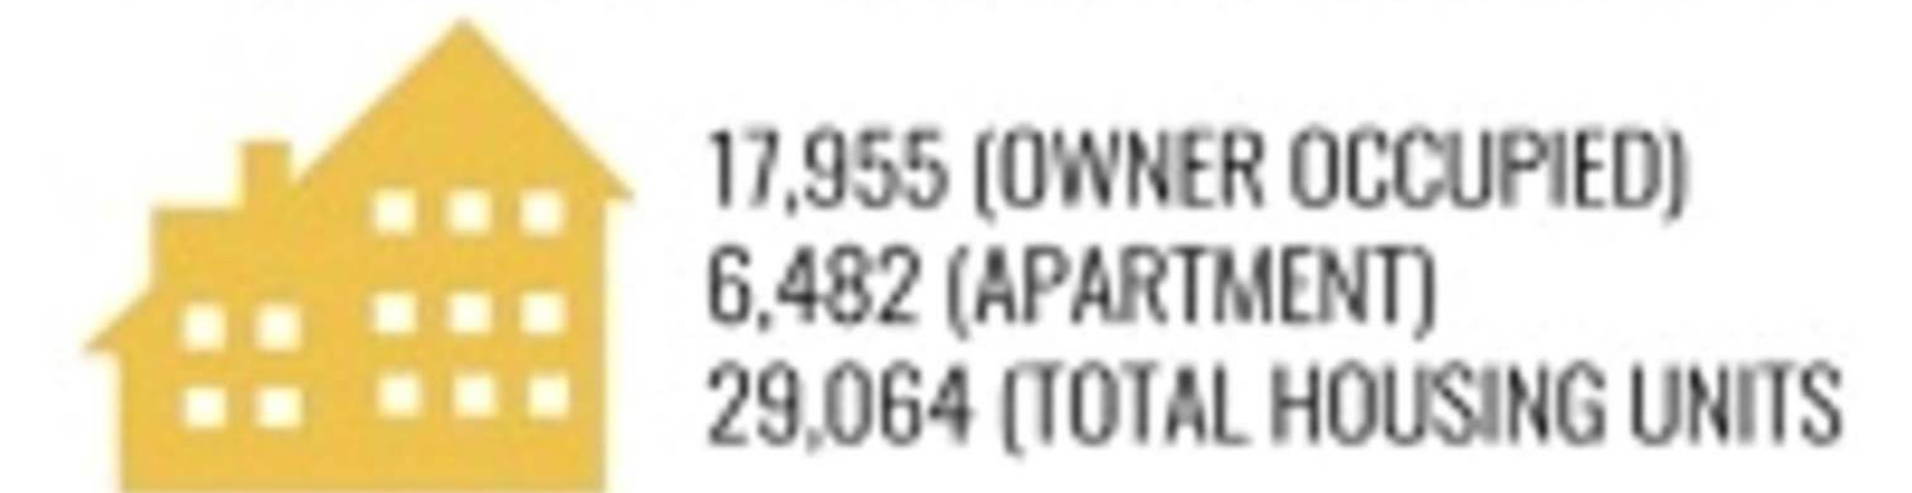 17,955 (OWNER OCCUPIED)
6,482 (APARTMENT)
29,064 (TOTAL HOUSING UNITS